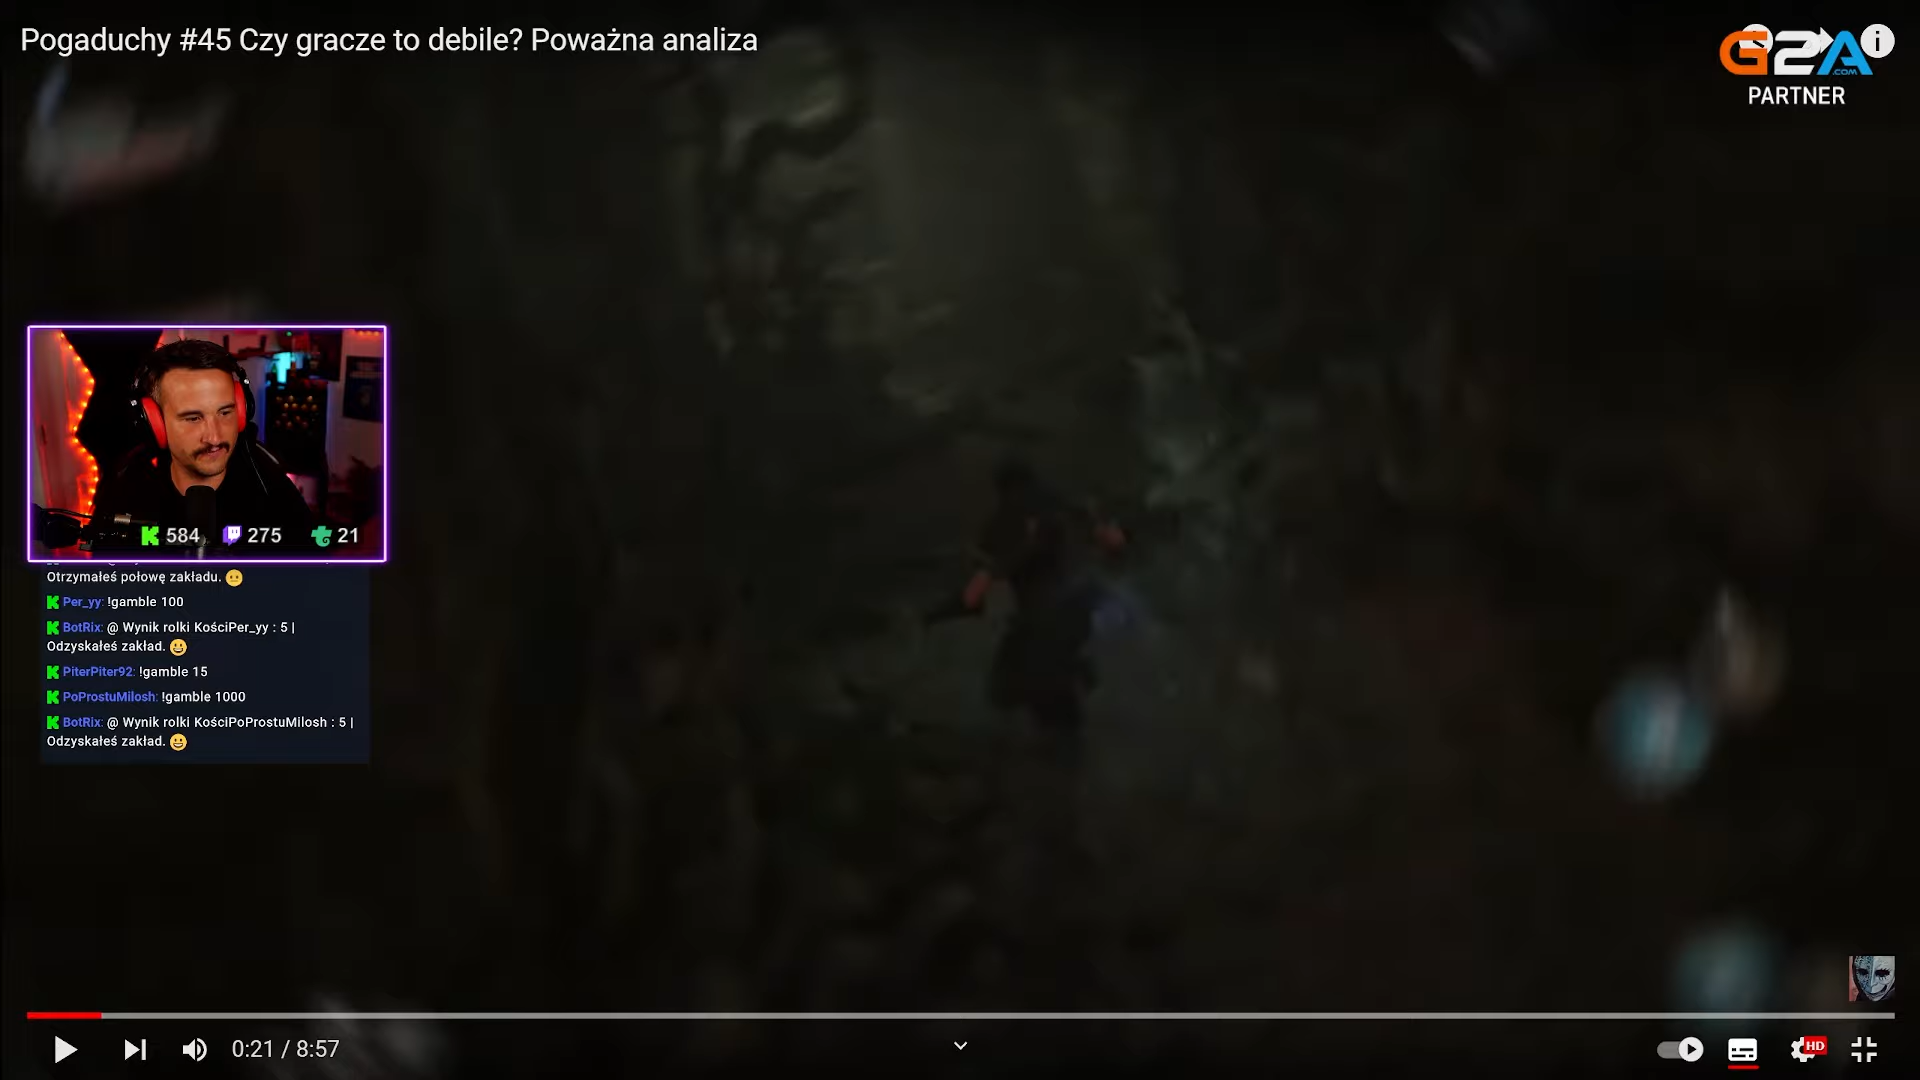 Pogaduchy #45 Czy gracze to debile? Poważna analiza
G2A
.COM
PARTNER
584 275 21
Otrzymałeś połowę zakładu.
Per_yy: !gamble 100
BotRix: @ Wynik rolki KościPer_yy : 5 |
Odzyskałeś zakład.
PiterPiter92: !gamble 15
PoProstuMilosh: !gamble 1000
BotRix: @ Wynik rolki KościPoProstuMilosh : 5 |
Odzyskałeś zakład.
0:21 / 8:57
HD